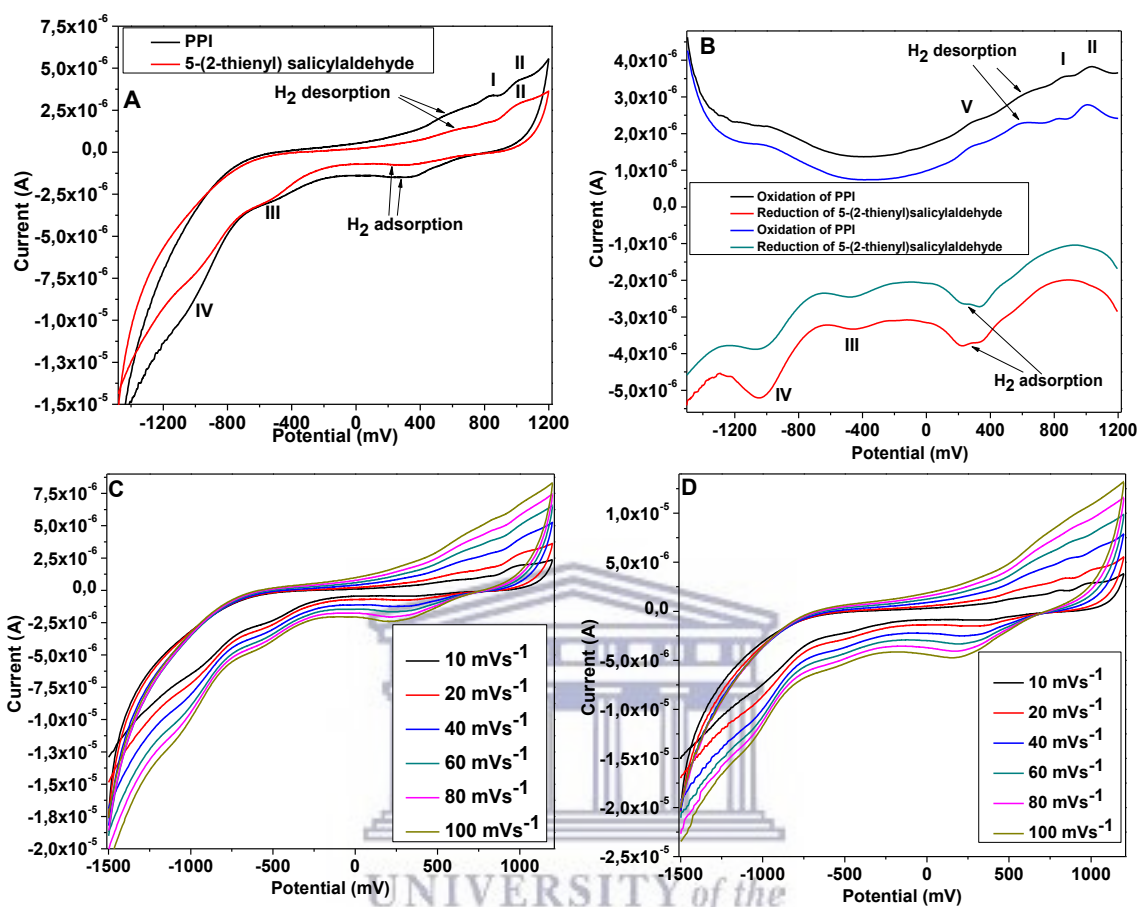 A
PPI
5-(2-thienyl) salicylaldehyde
H₂ desorption
I
II
II
III
IV
H₂ adsorption
7,5x10⁻⁶
5,0x10⁻⁶
2,5x10⁻⁶
0,0
-2,5x10⁻⁶
-5,0x10⁻⁶
-7,5x10⁻⁶
-1,0x10⁻⁵
-1,3x10⁻⁵
-1,5x10⁻⁵
Current (A)
-1200 -800 -400 0 400 800 1200
Potential (mV)
B
H₂ desorption
I
II
V
Oxidation of PPI
Reduction of 5-(2-thienyl)salicylaldehyde
Oxidation of PPI
Reduction of 5-(2-thienyl)salicylaldehyde
III
IV
H₂ adsorption
4,0x10⁻⁶
3,0x10⁻⁶
2,0x10⁻⁶
1,0x10⁻⁶
0,0
-1,0x10⁻⁶
-2,0x10⁻⁶
-3,0x10⁻⁶
-4,0x10⁻⁶
-5,0x10⁻⁶
Current (A)
-1200 -800 -400 0 400 800 1200
Potential (mV)
C
7,5x10⁻⁶
5,0x10⁻⁶
2,5x10⁻⁶
0,0
-2,5x10⁻⁶
-5,0x10⁻⁶
-7,5x10⁻⁶
-1,0x10⁻⁵
-1,3x10⁻⁵
-1,5x10⁻⁵
-1,8x10⁻⁵
-2,0x10⁻⁵
Current (A)
10 mVs⁻¹
20 mVs⁻¹
40 mVs⁻¹
60 mVs⁻¹
80 mVs⁻¹
100 mVs⁻¹
-1500 -1000 -500 0 500 1000
Potential (mV)
D
1,0x10⁻⁵
5,0x10⁻⁶
0,0
-5,0x10⁻⁶
-1,0x10⁻⁵
-1,5x10⁻⁵
-2,0x10⁻⁵
-2,5x10⁻⁵
Current (A)
10 mVs⁻¹
20 mVs⁻¹
40 mVs⁻¹
60 mVs⁻¹
80 mVs⁻¹
100 mVs⁻¹
-1500 -1000 -500 0 500 1000
Potential (mV)
UNIVERSITY of the